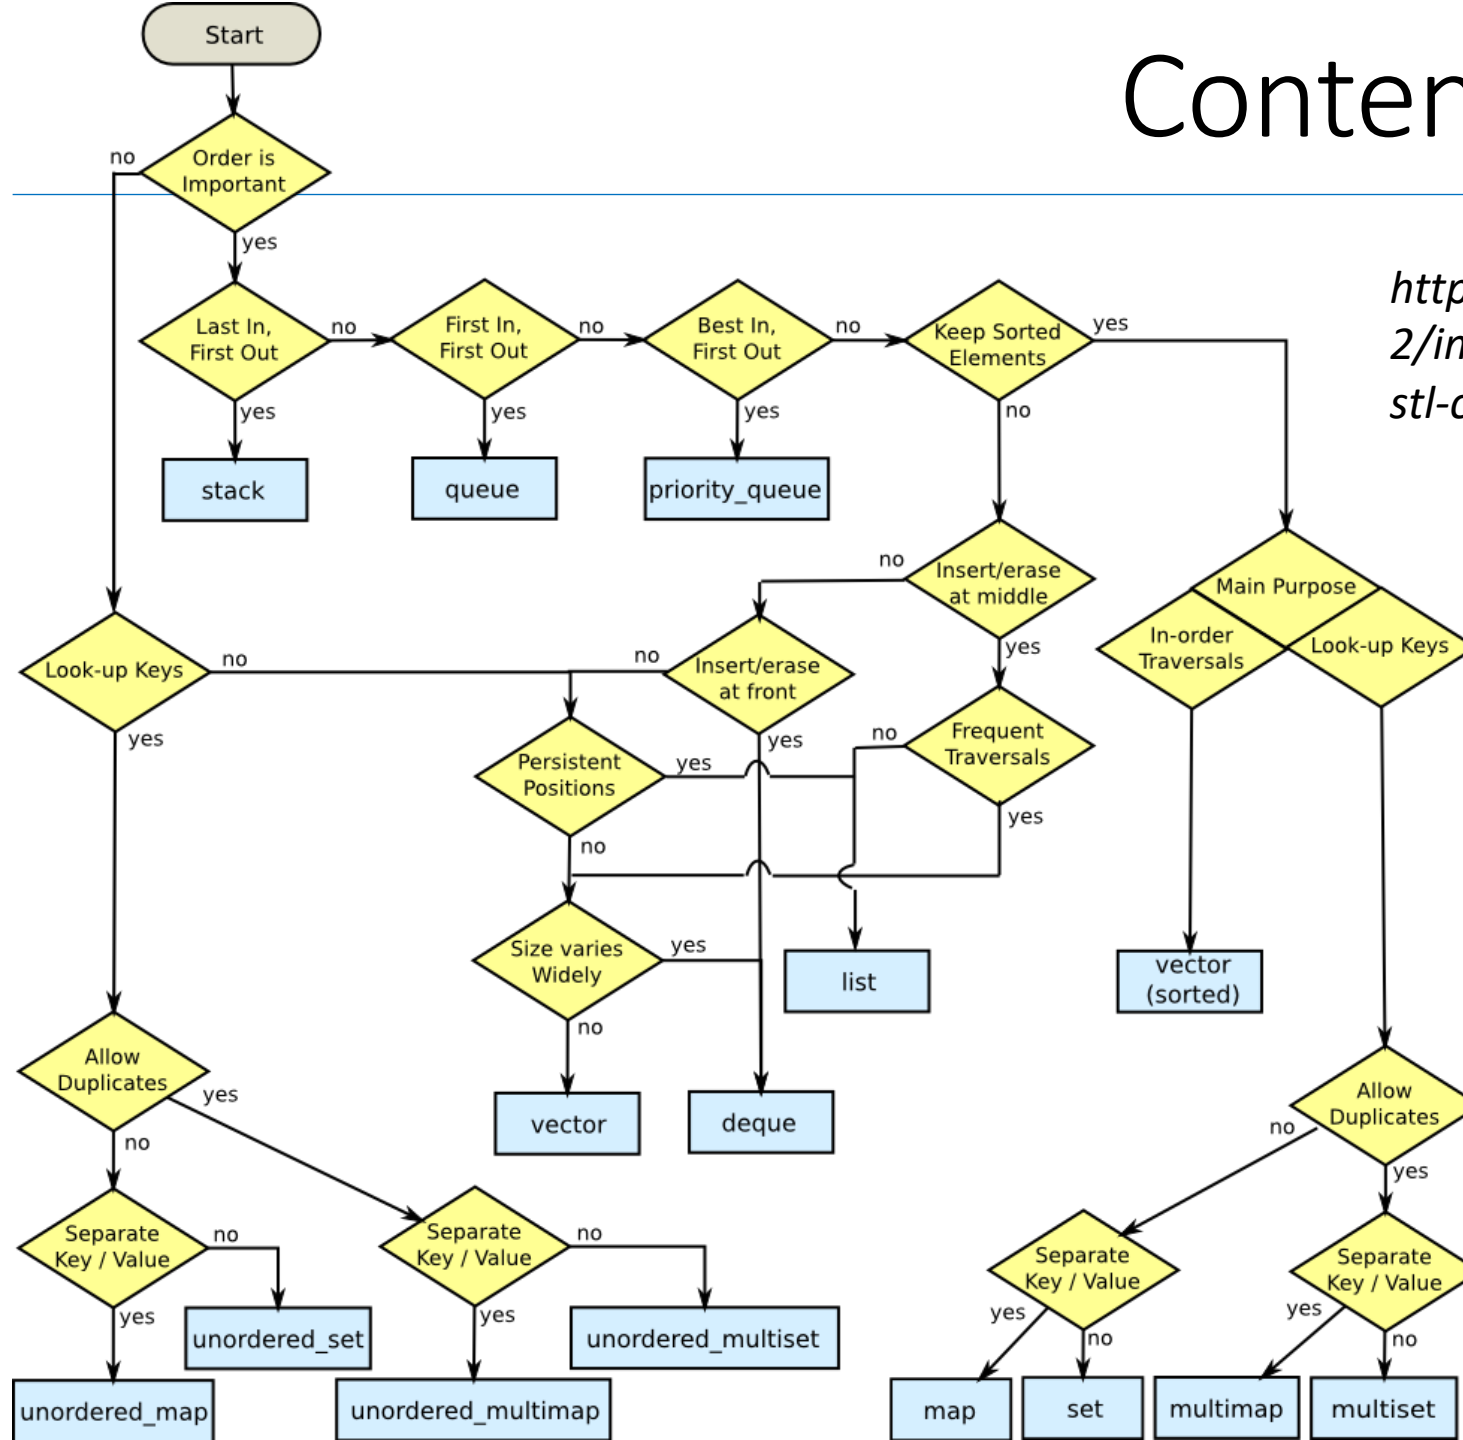 Start
Conten
no
Order is
Important
yes
http
2/in
stl-c
Last In,
First Out
no
First In,
First Out
no
Best In,
First Out
no
Keep Sorted
Elements
yes
yes
yes
yes
no
stack
queue
priority_queue
no
Insert/erase
at middle
Main Purpose
In-order
Traversals
Look-up Keys
yes
Look-up Keys
no
no
Insert/erase
at front
yes
yes
Persistent
Positions
yes
no
Frequent
Traversals
yes
no
Size varies
Widely
yes
no
list
vector
(sorted)
Allow
Duplicates
yes
no
vector
deque
Allow
Duplicates
no
yes
Separate
Key / Value
no
yes
Separate
Key / Value
no
yes
Separate
Key / Value
yes
no
Separate
Key / Value
yes
no
unordered_set
unordered_multiset
unordered_map
unordered_multimap
map
set
multimap
multiset